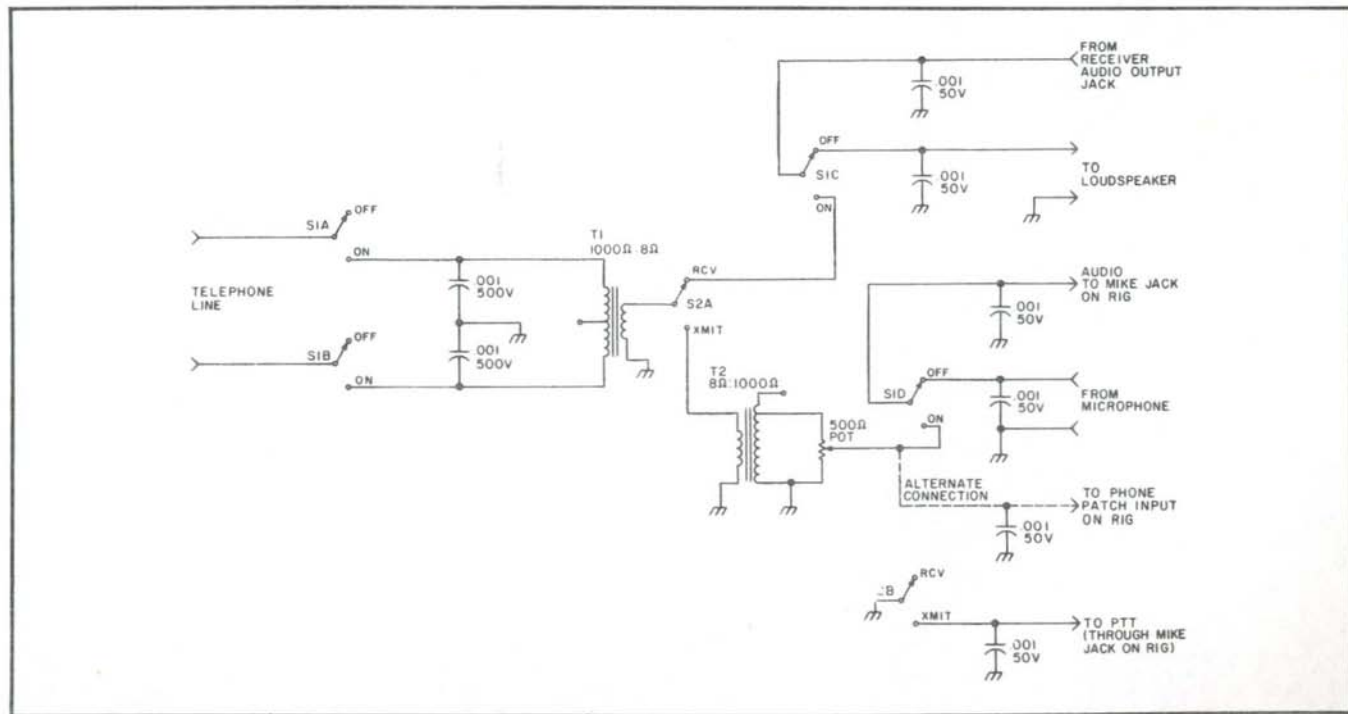 FROM
RECEIVER
AUDIO OUTPUT
JACK
.001
50V
OFF
S1C
ON
.001
50V
TO
LOUDSPEAKER
S1A
OFF
ON
TELEPHONE
LINE
S1B
OFF
ON
.001
500V
.001
500V
T1
1000Ω:8Ω
RCV
S2A
XMIT
T2
8Ω:1000Ω
500Ω
POT
AUDIO
TO MIKE JACK
ON RIG
.001
50V
S1D
OFF
ON
.001
50V
FROM
MICROPHONE
ALTERNATE
CONNECTION
TO PHONE
PATCH INPUT
ON RIG
.001
50V
RCV
XMIT
TO PTT
(THROUGH MIKE
JACK ON RIG)
.001
50V